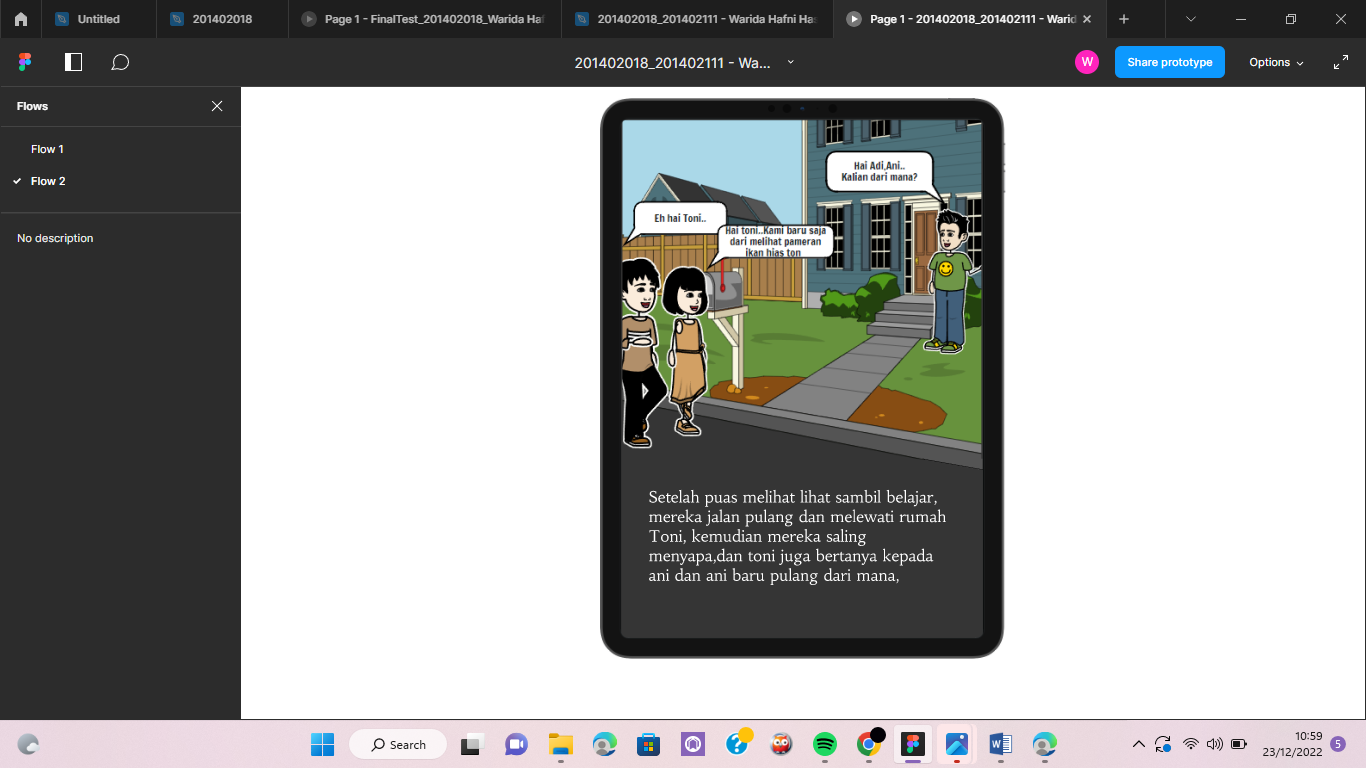 Untitled
201402018
Page 1 - FinalTest_201402018_Warida Haf
201402018_201402111 - Warida Hafni Has
Page 1 - 201402018_201402111 - Warid
201402018_201402111 - Wa...
W
Share prototype
Options
Flows
Flow 1
Flow 2
No description
Hai Adi,Ani..
Kalian dari mana?
Eh hai Toni..
Hai toni..Kami baru saja
dari melihat pameran
ikan hias ton
Setelah puas melihat lihat sambil belajar,
mereka jalan pulang dan melewati rumah
Toni, kemudian mereka saling
menyapa,dan toni juga bertanya kepada
ani dan ani baru pulang dari mana,
Search
10:59
23/12/2022
5